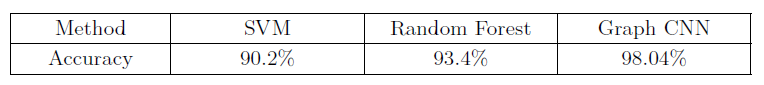 Method SVM Random Forest Graph CNN
Accuracy 90.2% 93.4% 98.04%